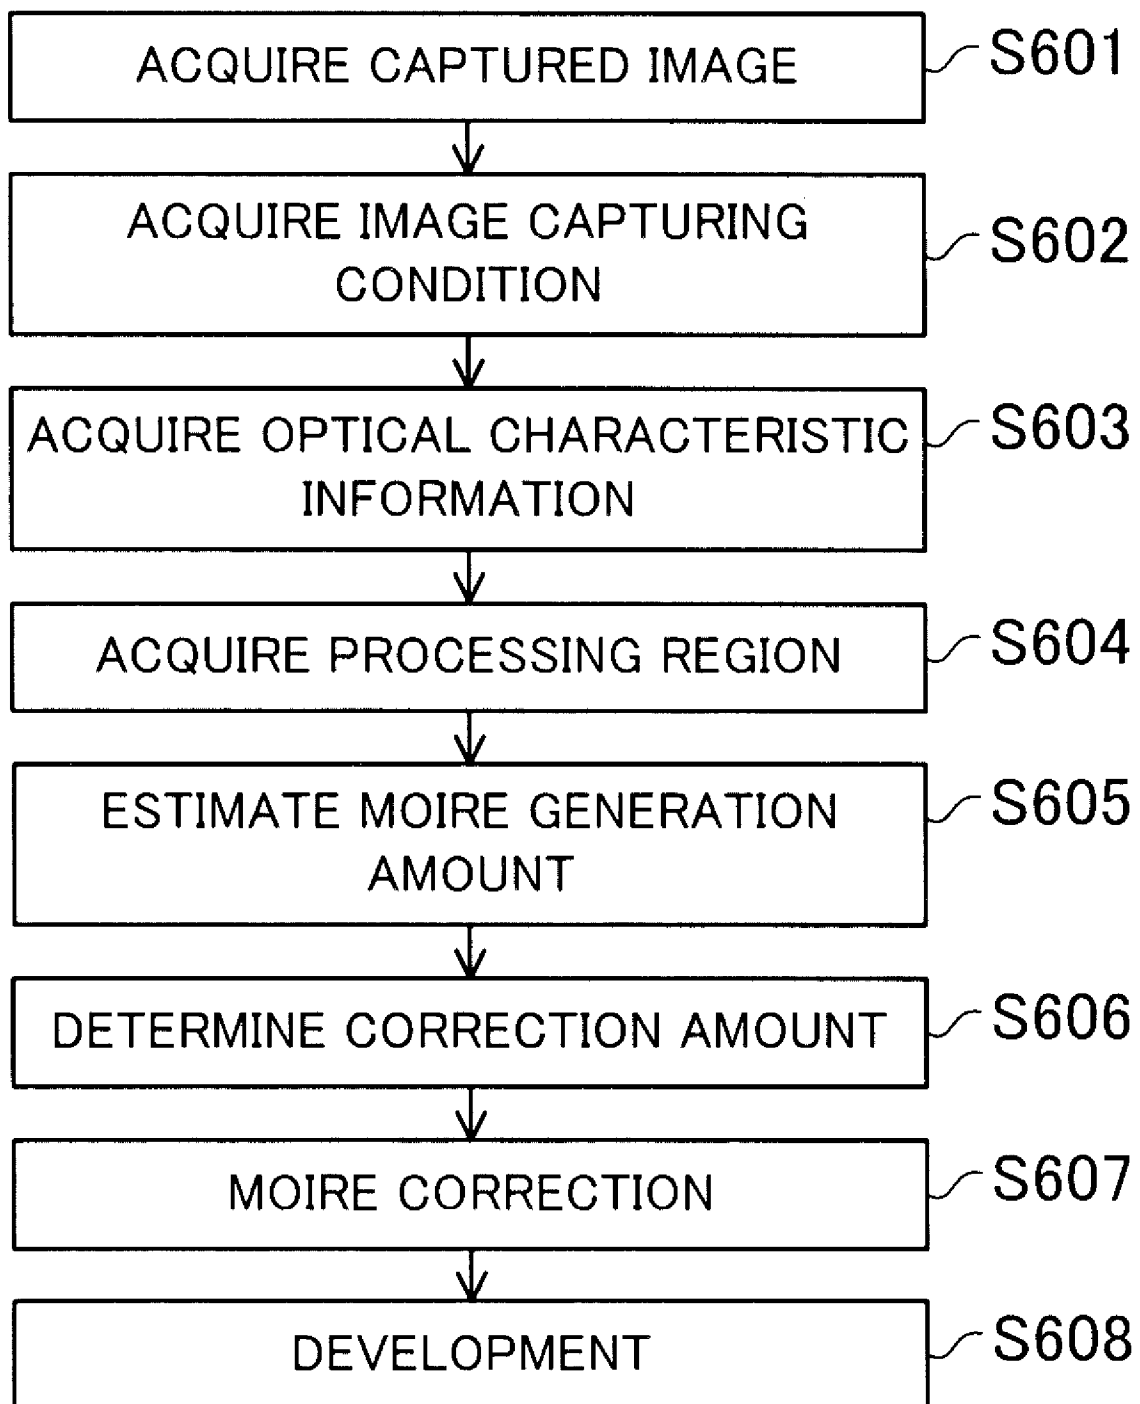 ACQUIRE CAPTURED IMAGE
S601
ACQUIRE IMAGE CAPTURING
CONDITION
S602
ACQUIRE OPTICAL CHARACTERISTIC
INFORMATION
S603
ACQUIRE PROCESSING REGION
S604
ESTIMATE MOIRE GENERATION
AMOUNT
S605
DETERMINE CORRECTION AMOUNT
S606
MOIRE CORRECTION
S607
DEVELOPMENT
S608